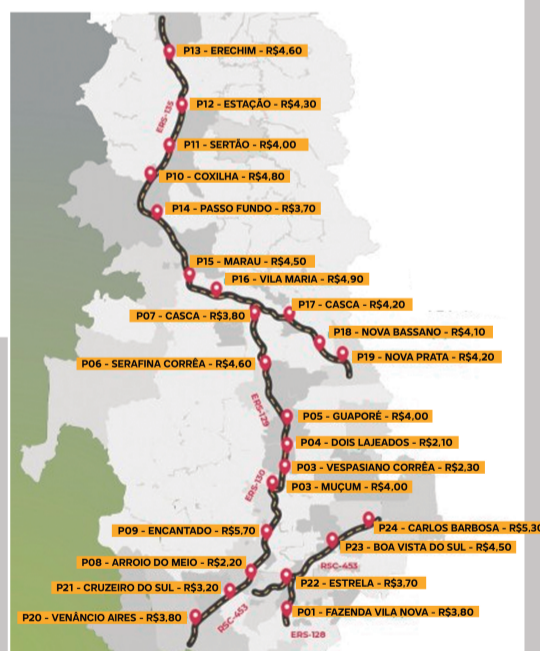 P13 - ERECHIM - R$4,60
P12 - ESTAÇÃO - R$4,30
ERS-135
P11 - SERTÃO - R$4,00
P10 - COXILHA - R$4,80
P14 - PASSO FUNDO - R$3,70
P15 - MARAU - R$4,50
P16 - VILA MARIA - R$4,90
P17 - CASCA - R$4,20
P07 - CASCA - R$3,80
P18 - NOVA BASSANO - R$4,10
P19 - NOVA PRATA - R$4,20
P06 - SERAFINA CORRÊA - R$4,60
ERS-129
P05 - GUAPORÉ - R$4,00
P04 - DOIS LAJEADOS - R$2,10
P03 - VESPASIANO CORRÊA - R$2,30
ERS-130
P03 - MUÇUM - R$4,00
P24 - CARLOS BARBOSA - R$5,30
P09 - ENCANTADO - R$5,70
P23 - BOA VISTA DO SUL - R$4,50
P08 - ARROIO DO MEIO - R$2,20
RSC-453
P22 - ESTRELA - R$3,70
P21 - CRUZEIRO DO SUL - R$3,20
P01 - FAZENDA VILA NOVA - R$3,80
P20 - VENÂNCIO AIRES - R$3,80
RSC-453
ERS-128